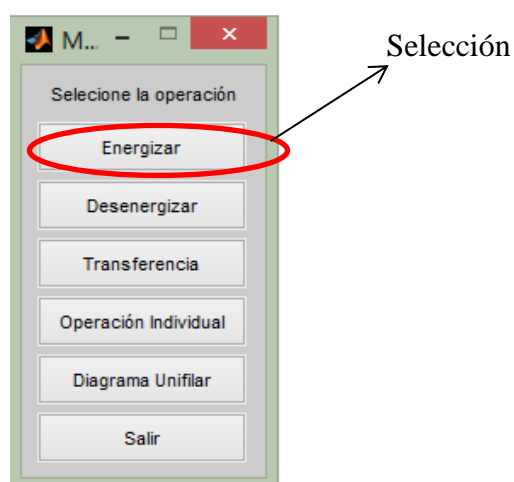 M...
Selección
Selecione la operación
Energizar
Desenergizar
Transferencia
Operación Individual
Diagrama Unifilar
Salir